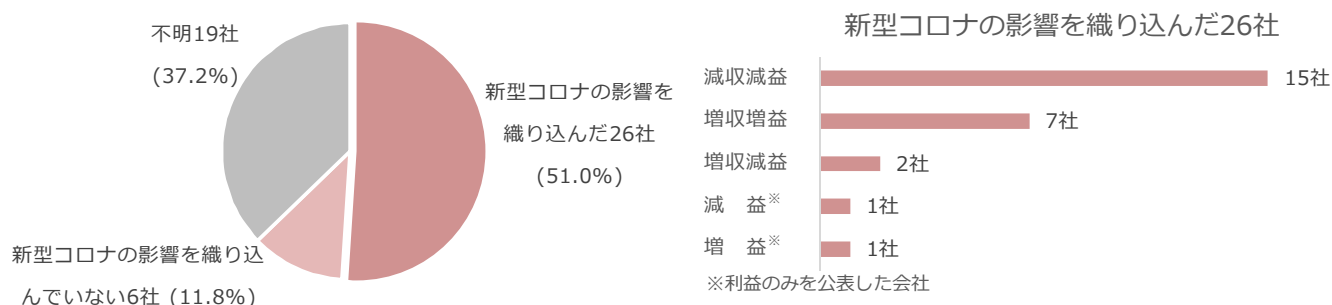 不明19社
(37.2%)
新型コロナの影響を
織り込んだ26社
(51.0%)
新型コロナの影響を織り込
んでいない6社 (11.8%)
新型コロナの影響を織り込んだ26社
減収減益 15社
増収増益 7社
増収減益 2社
減　益※ 1社
増　益※ 1社
※利益のみを公表した会社